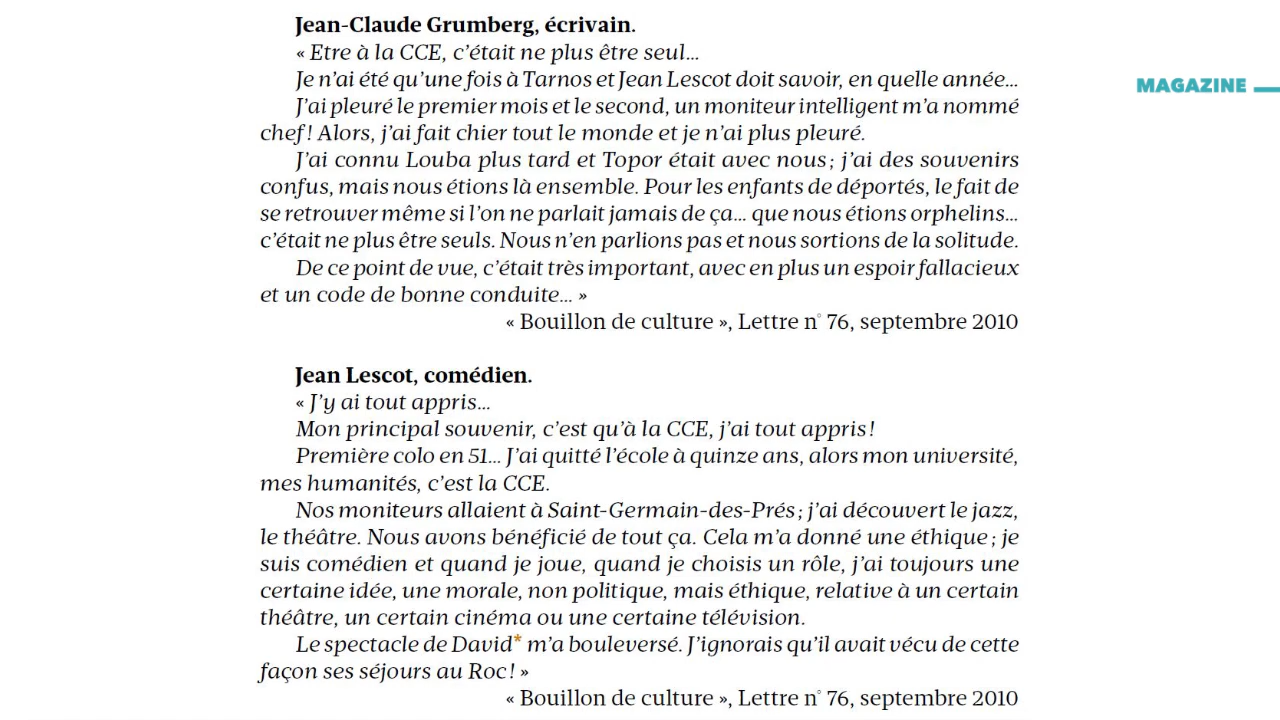 Jean-Claude Grumberg, écrivain.
« Etre à la CCE, c’était ne plus être seul…
Je n’ai été qu’une fois à Tarnos et Jean Lescot doit savoir, en quelle année…
MAGAZINE
J’ai pleuré le premier mois et le second, un moniteur intelligent m’a nommé
chef ! Alors, j’ai fait chier tout le monde et je n’ai plus pleuré.
J’ai connu Louba plus tard et Topor était avec nous ; j’ai des souvenirs
confus, mais nous étions là ensemble. Pour les enfants de déportés, le fait de
se retrouver même si l’on ne parlait jamais de ça… que nous étions orphelins…
c’était ne plus être seuls. Nous n’en parlions pas et nous sortions de la solitude.
De ce point de vue, c’était très important, avec en plus un espoir fallacieux
et un code de bonne conduite… »
« Bouillon de culture », Lettre n° 76, septembre 2010
Jean Lescot, comédien.
« J’y ai tout appris…
Mon principal souvenir, c’est qu’à la CCE, j’ai tout appris !
Première colo en 51… J’ai quitté l’école à quinze ans, alors mon université,
mes humanités, c’est la CCE.
Nos moniteurs allaient à Saint-Germain-des-Prés ; j’ai découvert le jazz,
le théâtre. Nous avons bénéficié de tout ça. Cela m’a donné une éthique ; je
suis comédien et quand je joue, quand je choisis un rôle, j’ai toujours une
certaine idée, une morale, non politique, mais éthique, relative à un certain
théâtre, un certain cinéma ou une certaine télévision.
Le spectacle de David* m’a bouleversé. J’ignorais qu’il avait vécu de cette
façon ses séjours au Roc ! »
« Bouillon de culture », Lettre n° 76, septembre 2010